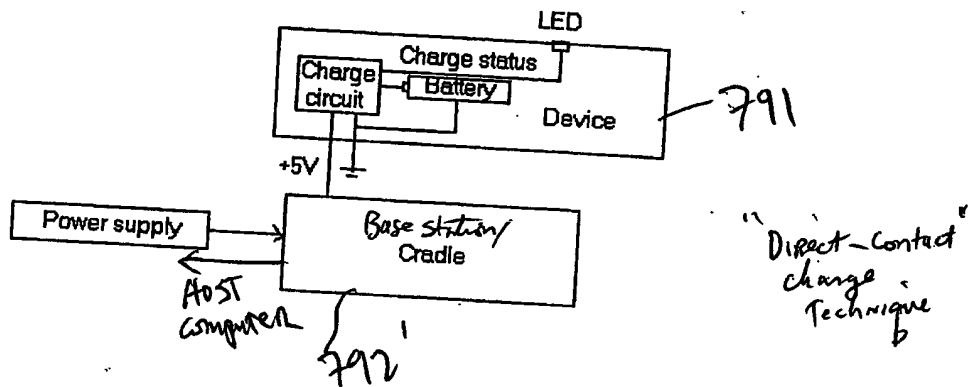 LED
Charge status
Charge
circuit
Battery
Device
791
+5V
Power supply
Base station/
Cradle
Host
Computer
792'
"Direct-Contact"
Charge
Technique